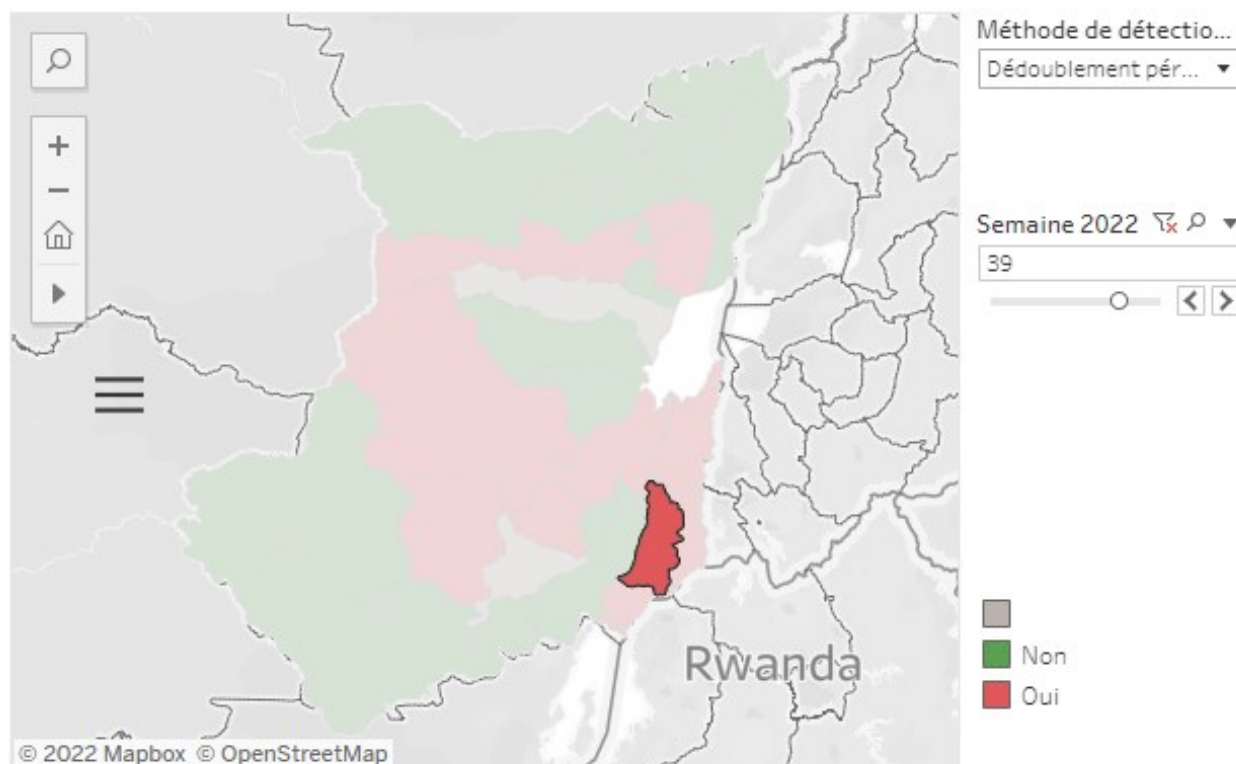 Méthode de détectio...
Dédoublement pér...
Semaine 2022
39
Non
Oui
Rwanda
© 2022 Mapbox © OpenStreetMap